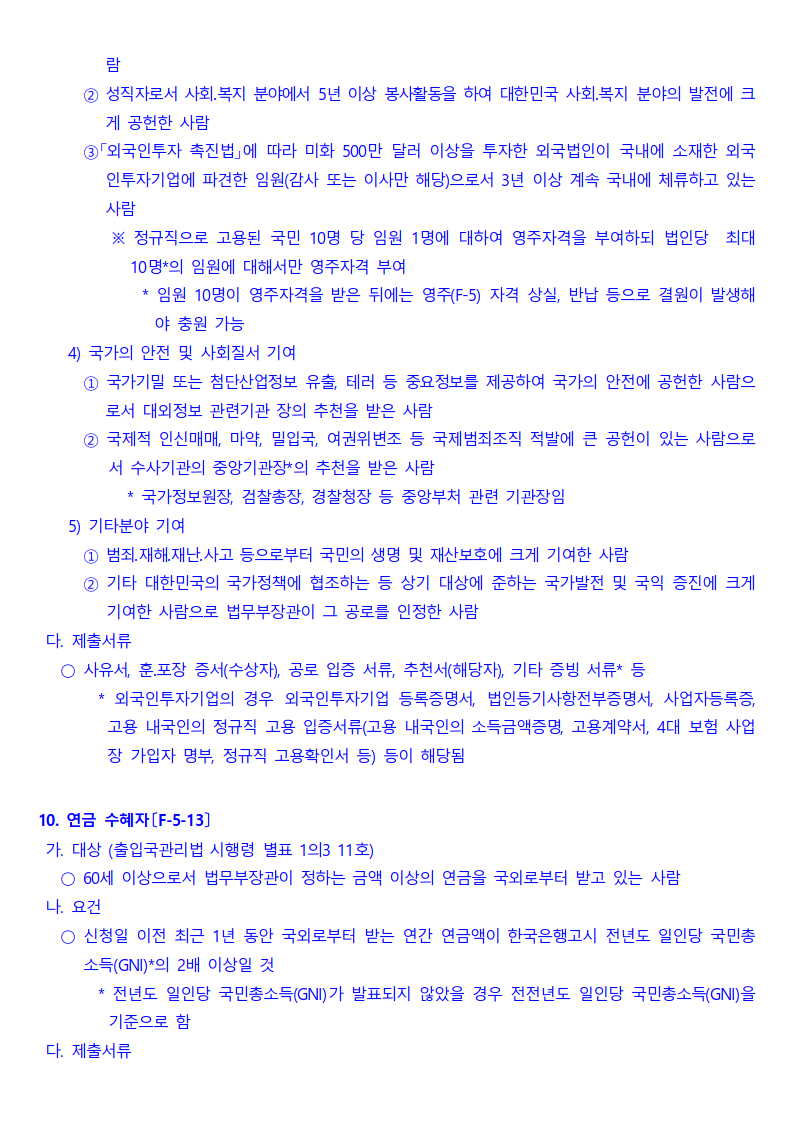 람
② 성직자로서 사회.복지 분야에서 5년 이상 봉사활동을 하여 대한민국 사회.복지 분야의 발전에 크
게 공헌한 사람
③「외국인투자 촉진법」에 따라 미화 500만 달러 이상을 투자한 외국법인이 국내에 소재한 외국
인투자기업에 파견한 임원(감사 또는 이사만 해당)으로서 3년 이상 계속 국내에 체류하고 있는
사람
※ 정규직으로 고용된 국민 10명 당 임원 1명에 대하여 영주자격을 부여하되 법인당 최대
10명*의 임원에 대해서만 영주자격 부여
* 임원 10명이 영주자격을 받은 뒤에는 영주(F-5) 자격 상실, 반납 등으로 결원이 발생해
야 충원 가능
4) 국가의 안전 및 사회질서 기여
① 국가기밀 또는 첨단산업정보 유출, 테러 등 중요정보를 제공하여 국가의 안전에 공헌한 사람으
로서 대외정보 관련기관 장의 추천을 받은 사람
② 국제적 인신매매, 마약, 밀입국, 여권위변조 등 국제범죄조직 적발에 큰 공헌이 있는 사람으로
서 수사기관의 중앙기관장*의 추천을 받은 사람
* 국가정보원장, 검찰총장, 경찰청장 등 중앙부처 관련 기관장임
5) 기타분야 기여
① 범죄.재해.재난.사고 등으로부터 국민의 생명 및 재산보호에 크게 기여한 사람
② 기타 대한민국의 국가정책에 협조하는 등 상기 대상에 준하는 국가발전 및 국익 증진에 크게
기여한 사람으로 법무부장관이 그 공로를 인정한 사람
다. 제출서류
○ 사유서, 훈.포장 증서(수상자), 공로 입증 서류, 추천서(해당자), 기타 증빙 서류* 등
* 외국인투자기업의 경우 외국인투자기업 등록증명서, 법인등기사항전부증명서, 사업자등록증,
고용 내국인의 정규직 고용 입증서류(고용 내국인의 소득금액증명, 고용계약서, 4대 보험 사업
장 가입자 명부, 정규직 고용확인서 등) 등이 해당됨
10. 연금 수혜자〔F-5-13〕
가. 대상 (출입국관리법 시행령 별표 1의3 11호)
○ 60세 이상으로서 법무부장관이 정하는 금액 이상의 연금을 국외로부터 받고 있는 사람
나. 요건
○ 신청일 이전 최근 1년 동안 국외로부터 받는 연간 연금액이 한국은행고시 전년도 일인당 국민총
소득(GNI)*의 2배 이상일 것
* 전년도 일인당 국민총소득(GNI)가 발표되지 않았을 경우 전전년도 일인당 국민총소득(GNI)을
기준으로 함
다. 제출서류